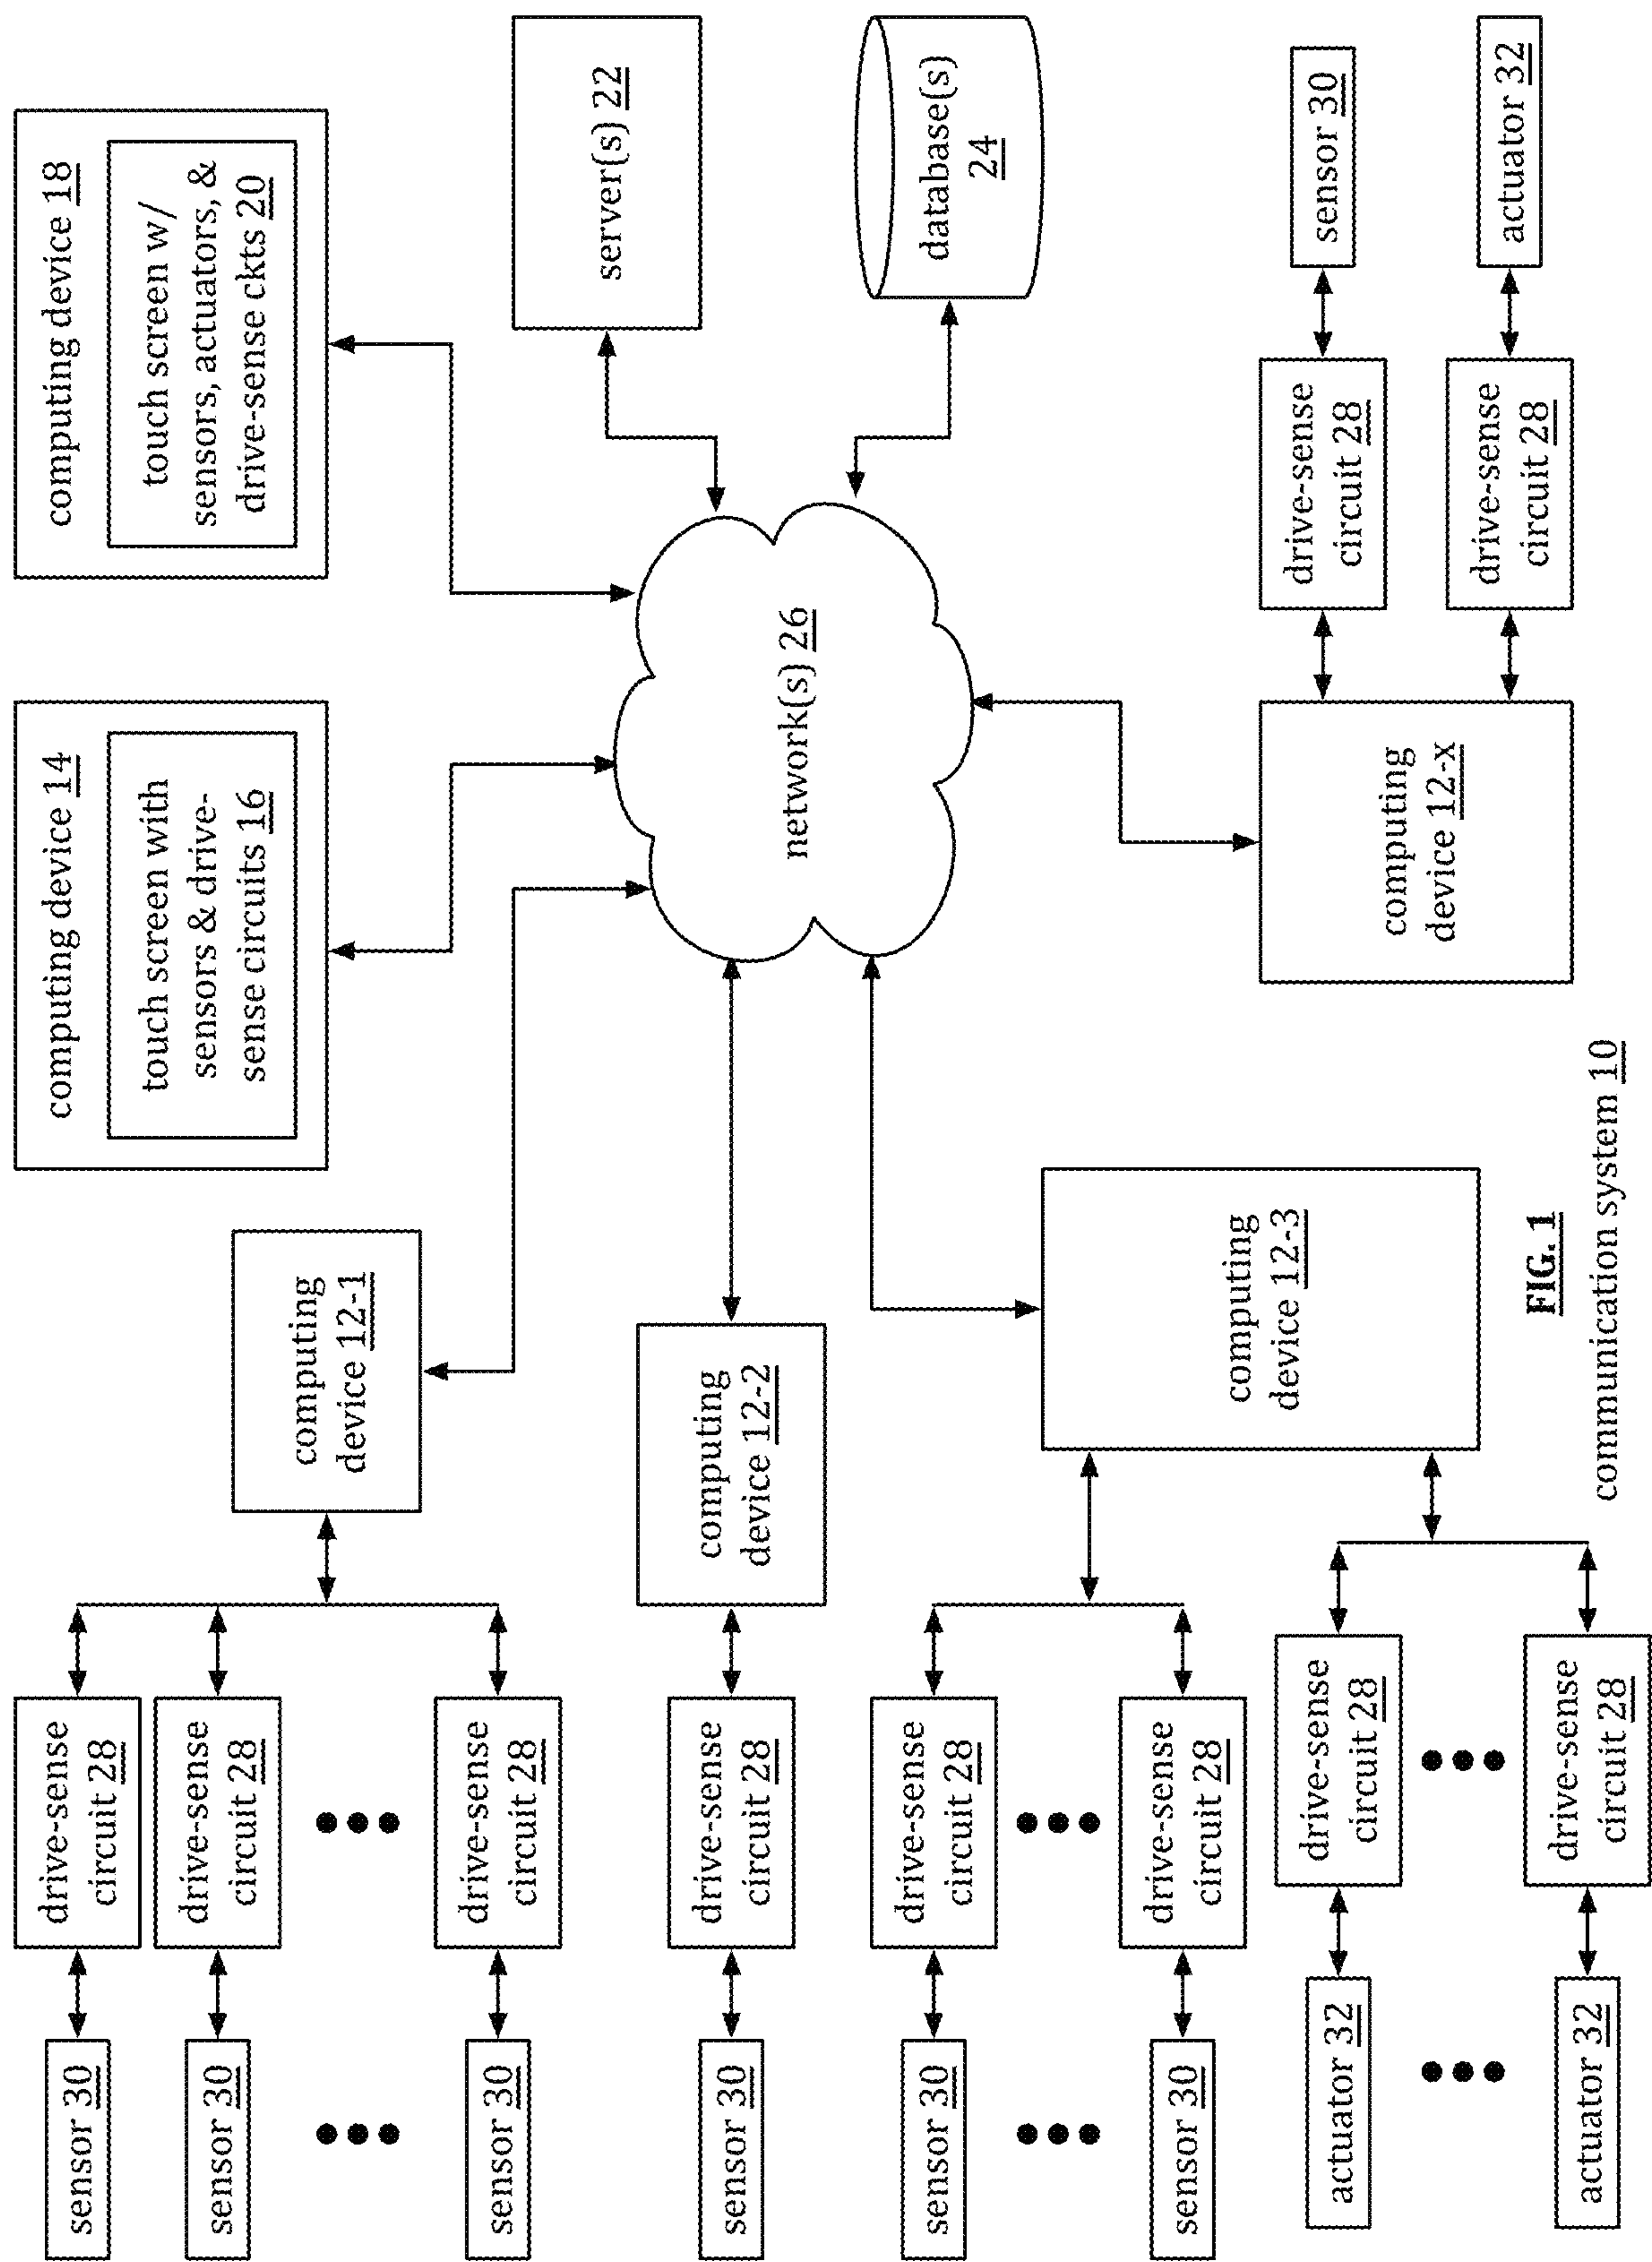 computing device 14
touch screen with
sensors & drive-
sense circuits 16
computing device 18
touch screen w/
sensors, actuators, &
drive-sense ckts 20
sensor 30
drive-sense
circuit 28
sensor 30
drive-sense
circuit 28
sensor 30
drive-sense
circuit 28
computing
device 12-1
server(s) 22
sensor 30
drive-sense
circuit 28
computing
device 12-2
network(s) 26
database(s)
24
sensor 30
drive-sense
circuit 28
sensor 30
drive-sense
circuit 28
computing
device 12-3
actuator 32
drive-sense
circuit 28
actuator 32
drive-sense
circuit 28
computing
device 12-x
drive-sense
circuit 28
sensor 30
drive-sense
circuit 28
actuator 32
FIG. 1
communication system 10